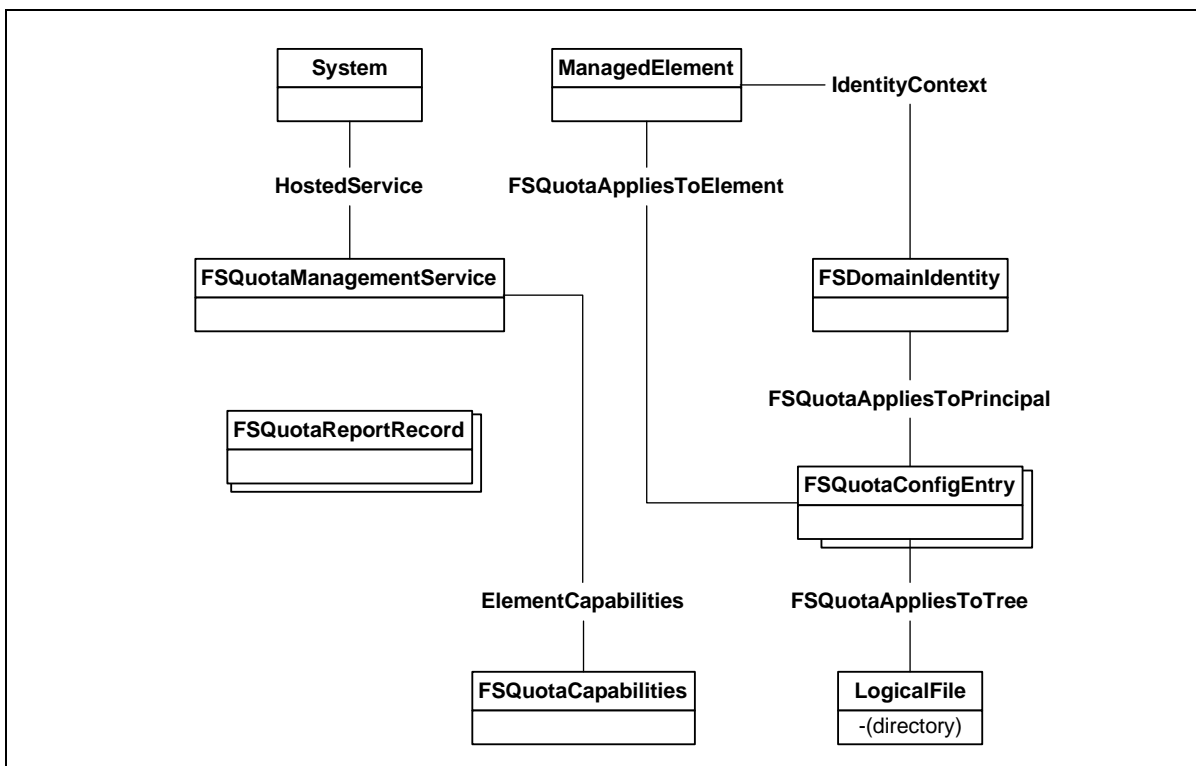 System
ManagedElement
IdentityContext
HostedService
FSQuotaAppliesToElement
FSQuotaManagementService
FSDomainIdentity
FSQuotaAppliesToPrincipal
FSQuotaReportRecord
FSQuotaConfigEntry
ElementCapabilities
FSQuotaAppliesToTree
FSQuotaCapabilities
LogicalFile
-(directory)